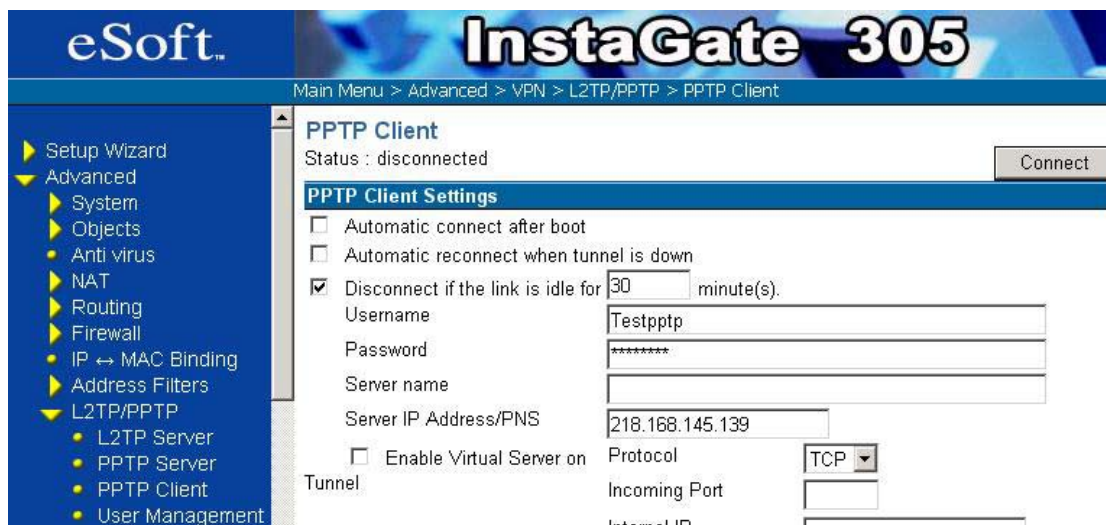 eSoft™
InstaGate 305
Main Menu > Advanced > VPN > L2TP/PPTP > PPTP Client
Setup Wizard
Advanced
System
Objects
Anti virus
NAT
Routing
Firewall
IP ↔ MAC Binding
Address Filters
L2TP/PPTP
L2TP Server
PPTP Server
PPTP Client
User Management
PPTP Client
Status : disconnected
Connect
PPTP Client Settings
Automatic connect after boot
Automatic reconnect when tunnel is down
Disconnect if the link is idle for 30 minute(s).
Username Testpptp
Password ********
Server name
Server IP Address/PNS 218.168.145.139
Enable Virtual Server on Tunnel
Protocol TCP
Incoming Port
Internal IP